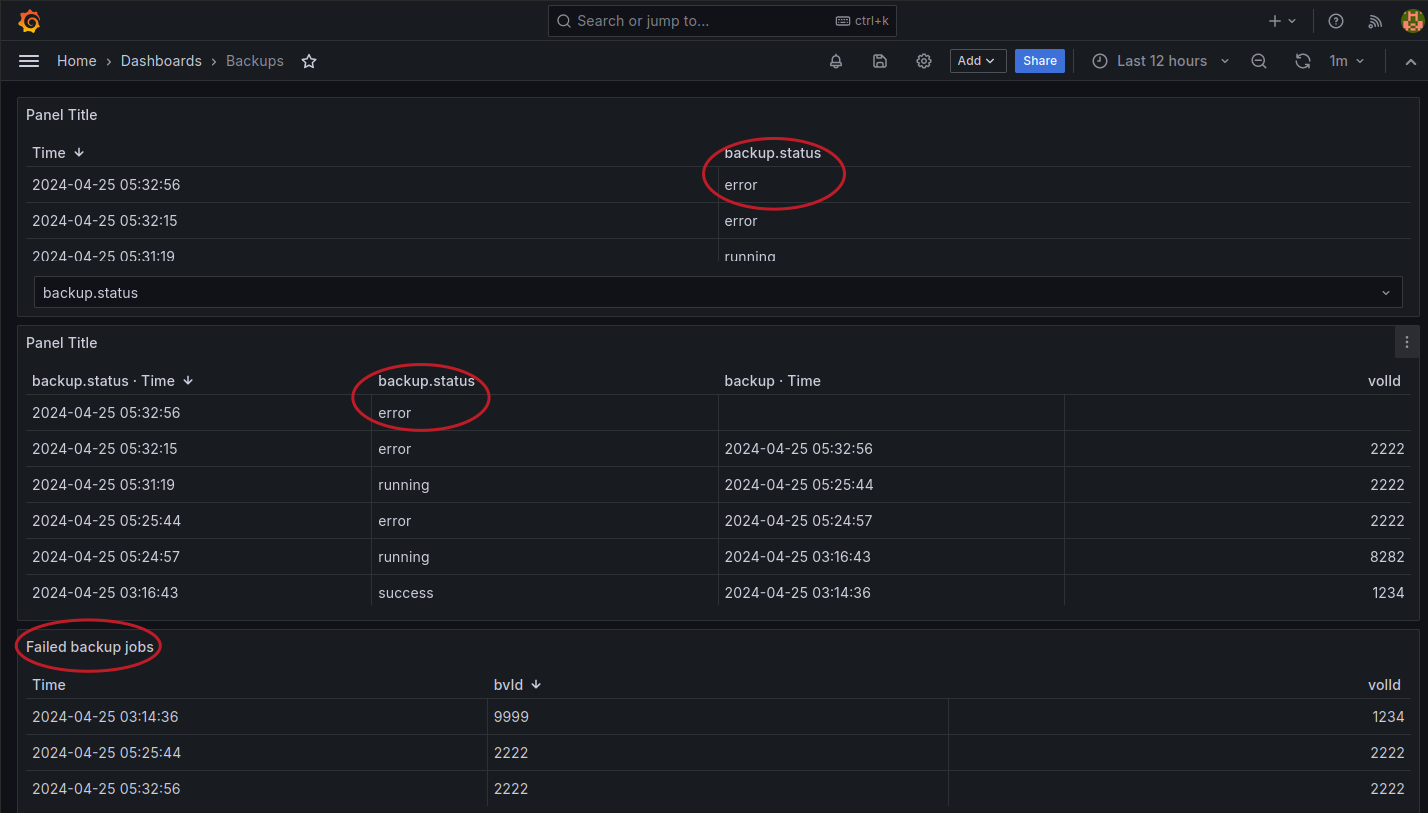 Search or jump to... ctrl+k
Home › Dashboards › Backups Add Share Last 12 hours 1m
Panel Title
Time backup.status
2024-04-25 05:32:56 error
2024-04-25 05:32:15 error
2024-04-25 05:31:19 running
backup.status
Panel Title
backup.status · Time backup.status backup · Time volId
2024-04-25 05:32:56 error
2024-04-25 05:32:15 error 2024-04-25 05:32:56 2222
2024-04-25 05:31:19 running 2024-04-25 05:25:44 2222
2024-04-25 05:25:44 error 2024-04-25 05:24:57 2222
2024-04-25 05:24:57 running 2024-04-25 03:16:43 8282
2024-04-25 03:16:43 success 2024-04-25 03:14:36 1234
Failed backup jobs
Time bvId volId
2024-04-25 03:14:36 9999 1234
2024-04-25 05:25:44 2222 2222
2024-04-25 05:32:56 2222 2222